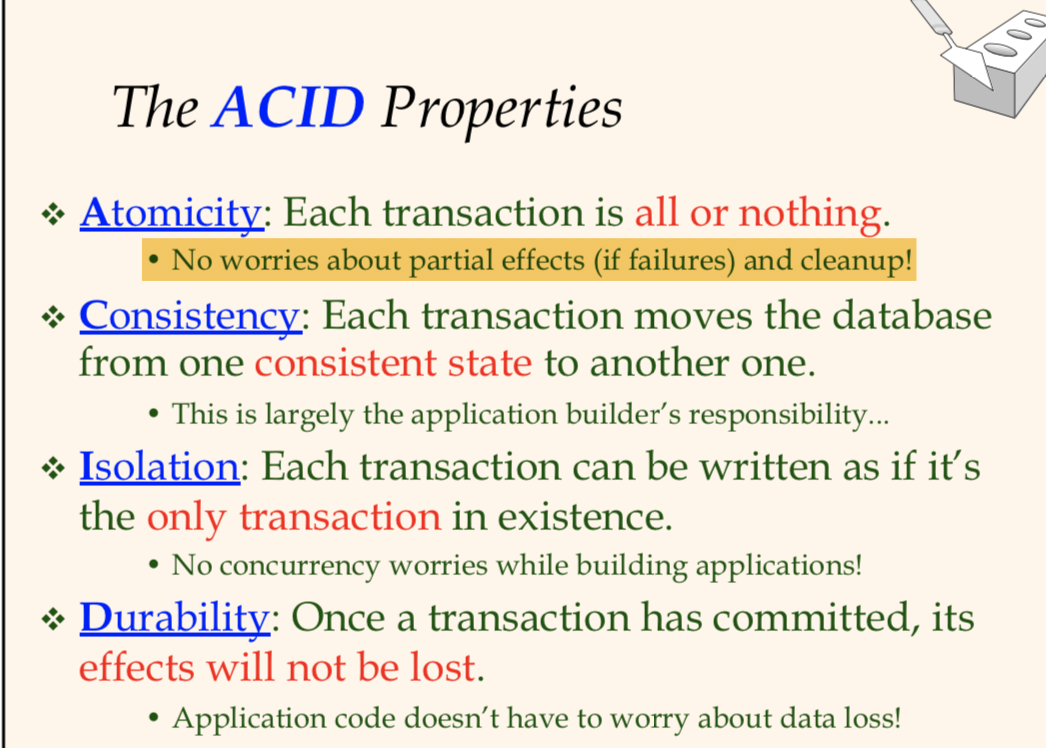 The ACID Properties
❖ Atomicity: Each transaction is all or nothing.
• No worries about partial effects (if failures) and cleanup!
❖ Consistency: Each transaction moves the database
from one consistent state to another one.
• This is largely the application builder’s responsibility...
❖ Isolation: Each transaction can be written as if it’s
the only transaction in existence.
• No concurrency worries while building applications!
❖ Durability: Once a transaction has committed, its
effects will not be lost.
• Application code doesn’t have to worry about data loss!